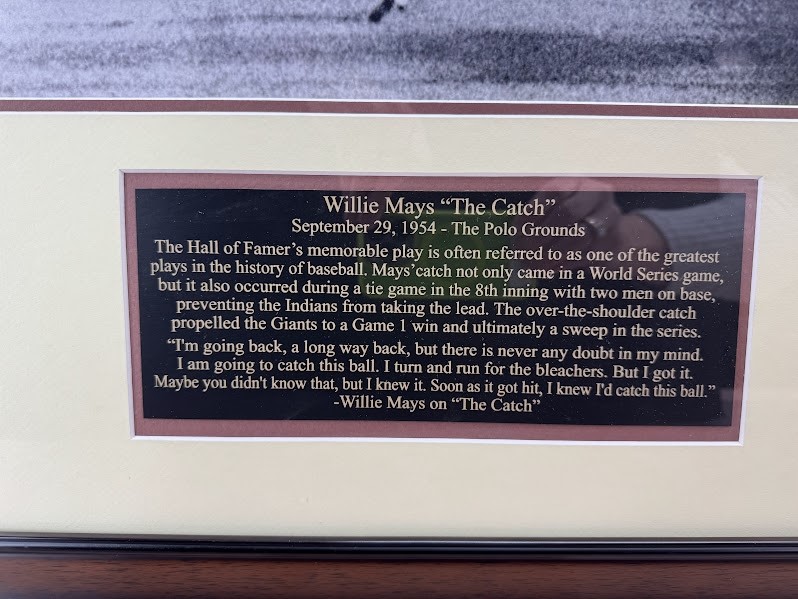 Willie Mays “The Catch”
September 29, 1954 - The Polo Grounds
The Hall of Famer’s memorable play is often referred to as one of the greatest
plays in the history of baseball. Mays’catch not only came in a World Series game,
but it also occurred during a tie game in the 8th inning with two men on base,
preventing the Indians from taking the lead. The over-the-shoulder catch
propelled the Giants to a Game 1 win and ultimately a sweep in the series.
“I'm going back, a long way back, but there is never any doubt in my mind.
I am going to catch this ball. I turn and run for the bleachers. But I got it.
Maybe you didn't know that, but I knew it. Soon as it got hit, I knew I'd catch this ball.”
-Willie Mays on “The Catch”